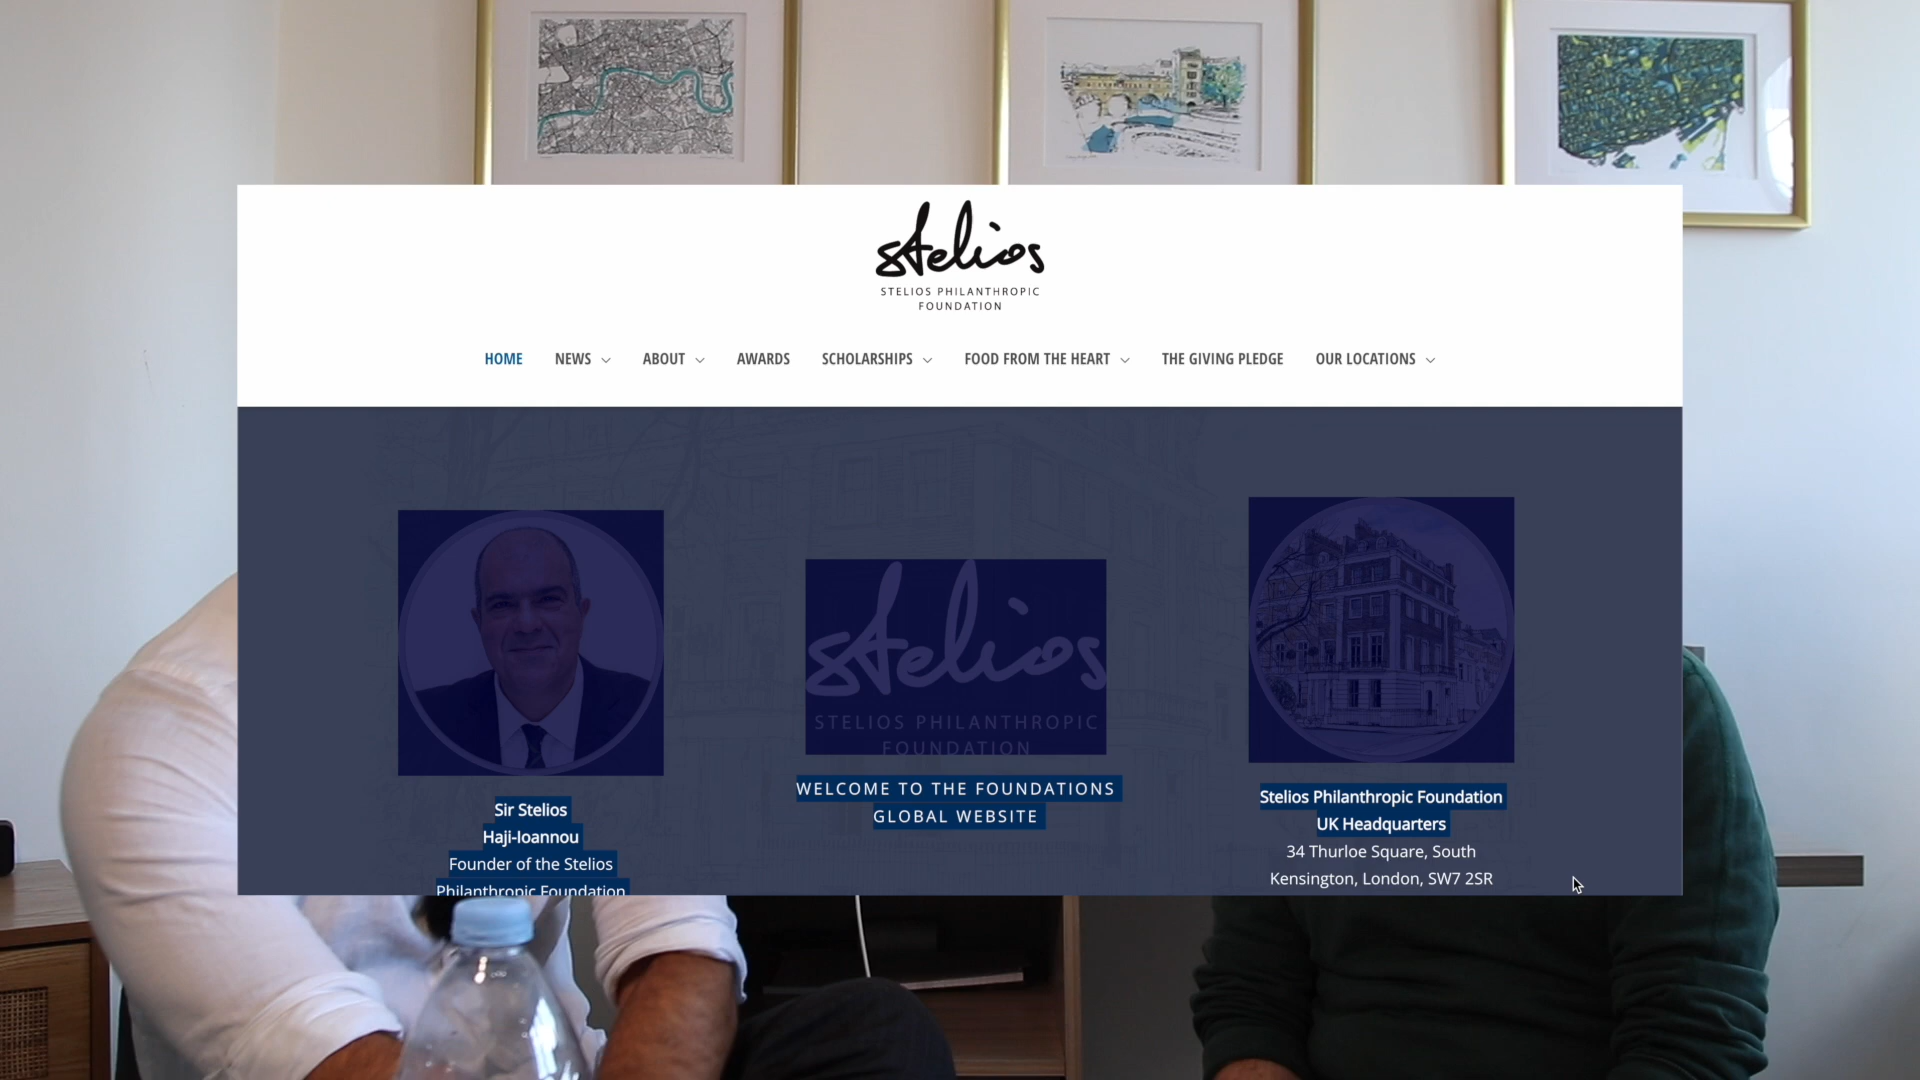 stelios
STELIOS PHILANTHROPIC
FOUNDATION
HOME NEWS ABOUT AWARDS SCHOLARSHIPS FOOD FROM THE HEART THE GIVING PLEDGE OUR LOCATIONS
Sir Stelios
Haji-Ioannou
Founder of the Stelios
Philanthropic Foundation
stelios
STELIOS PHILANTHROPIC
FOUNDATION
WELCOME TO THE FOUNDATIONS
GLOBAL WEBSITE
Stelios Philanthropic Foundation
UK Headquarters
34 Thurloe Square, South
Kensington, London, SW7 2SR